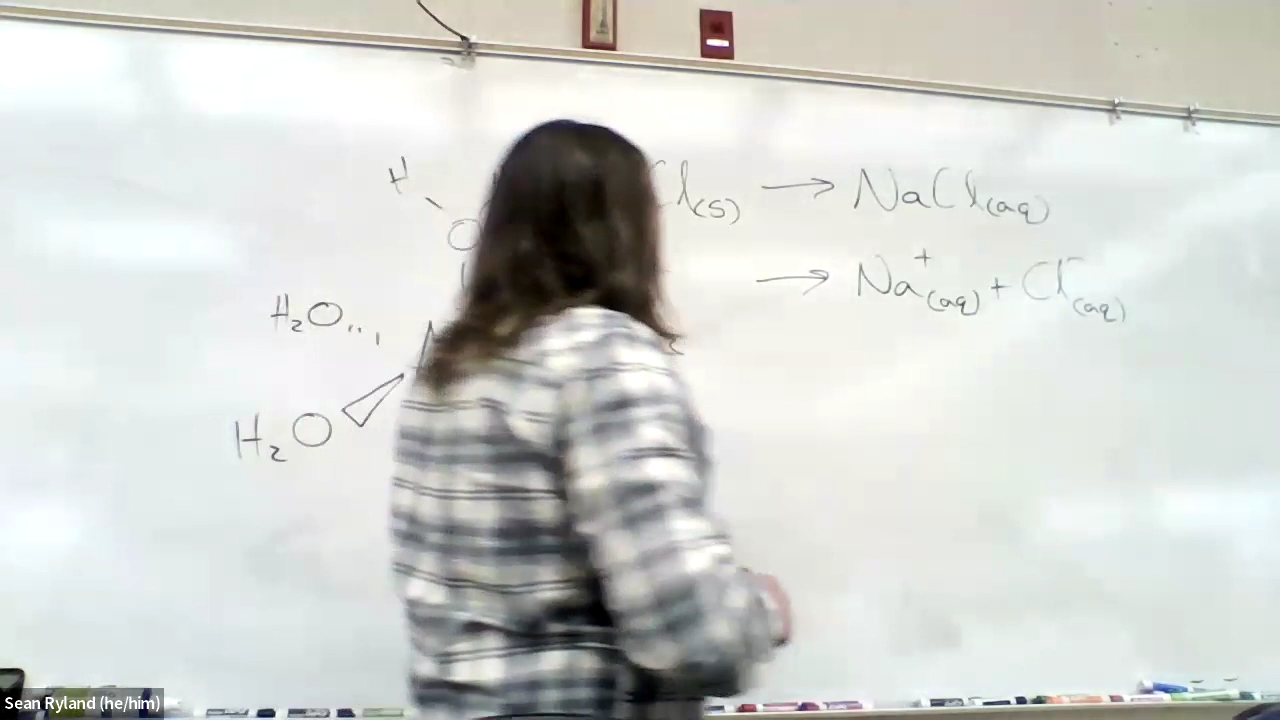 H
Cl(s) → NaCl(aq)
O
→ Na+(aq) + Cl-(aq)
H2O
H2O
Sean Ryland (he/him)